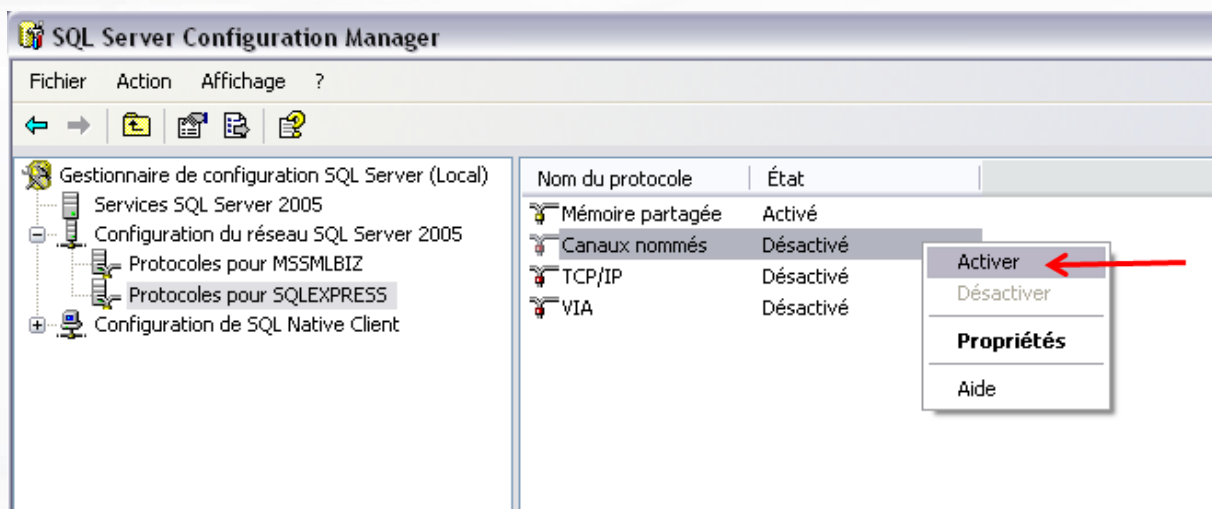 SQL Server Configuration Manager
Fichier Action Affichage ?
Gestionnaire de configuration SQL Server (Local)
Services SQL Server 2005
Configuration du réseau SQL Server 2005
Protocoles pour MSSMLBIZ
Protocoles pour SQLEXPRESS
Configuration de SQL Native Client
Nom du protocole État
Mémoire partagée Activé
Canaux nommés Désactivé
TCP/IP Désactivé
VIA Désactivé
Activer
Désactiver
Propriétés
Aide